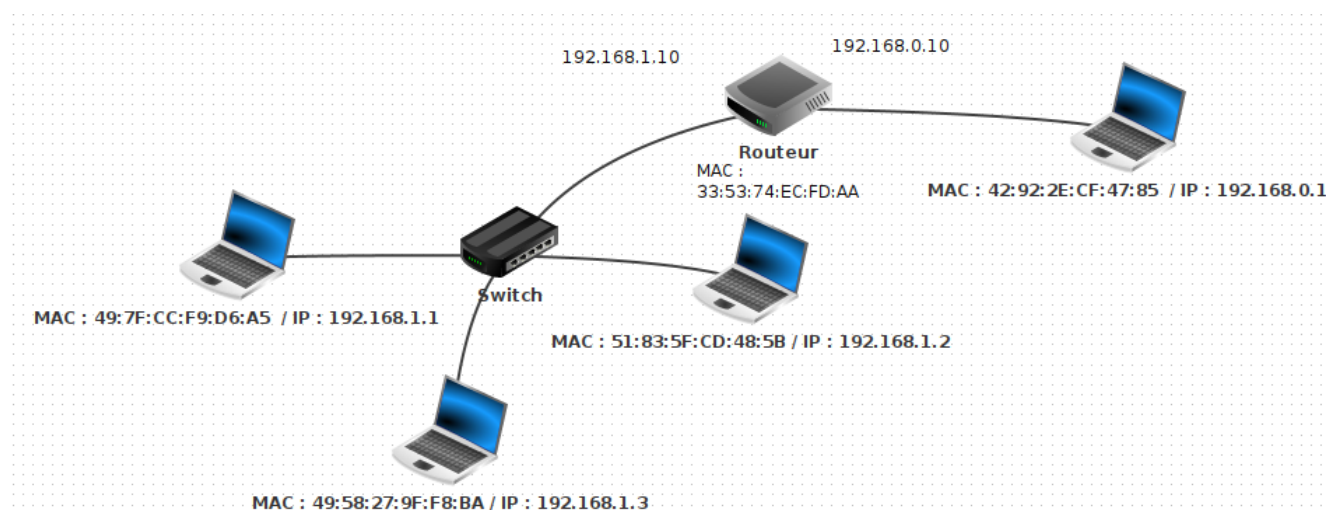 192.168.1.10
192.168.0.10
Routeur
MAC :
33:53:74:EC:FD:AA
MAC : 42:92:2E:CF:47:85 / IP : 192.168.0.1
Switch
MAC : 49:7F:CC:F9:D6:A5 / IP : 192.168.1.1
MAC : 51:83:5F:CD:48:5B / IP : 192.168.1.2
MAC : 49:58:27:9F:F8:BA / IP : 192.168.1.3